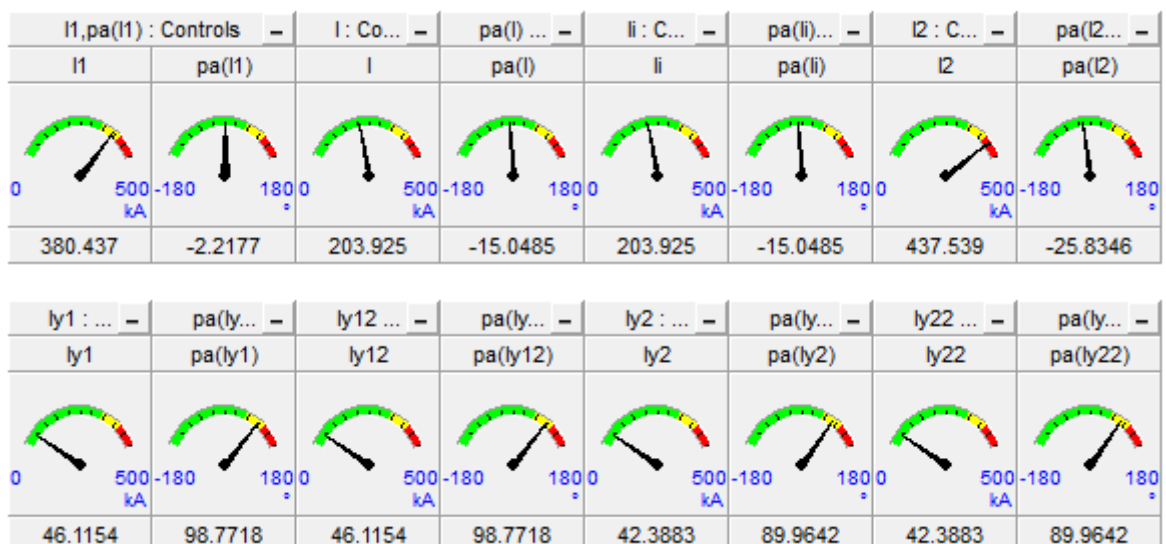 I1,pa(I1) : Controls – I : Co... – pa(I) ... – Ii : C... – pa(Ii)... – I2 : C... – pa(I2... –
I1 pa(I1) I pa(I) Ii pa(Ii) I2 pa(I2)
0 500 -180 180 0 500 -180 180 0 500 -180 180 0 500 -180 180
kA ° kA ° kA ° kA °
380.437 -2.2177 203.925 -15.0485 203.925 -15.0485 437.539 -25.8346
Iy1 : ... – pa(Iy... – Iy12 ... – pa(Iy... – Iy2 : ... – pa(Iy... – Iy22 ... – pa(Iy... –
Iy1 pa(Iy1) Iy12 pa(Iy12) Iy2 pa(Iy2) Iy22 pa(Iy22)
0 500 -180 180 0 500 -180 180 0 500 -180 180 0 500 -180 180
kA ° kA ° kA ° kA °
46.1154 98.7718 46.1154 98.7718 42.3883 89.9642 42.3883 89.9642